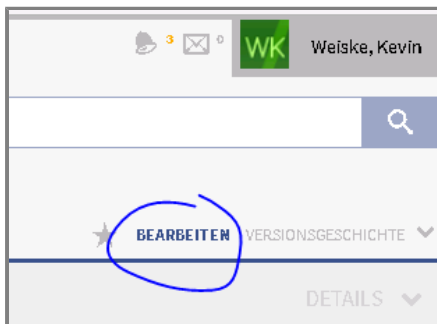 3 0 WK Weiske, Kevin
BEARBEITEN VERSIONSGESCHICHTE
DETAILS